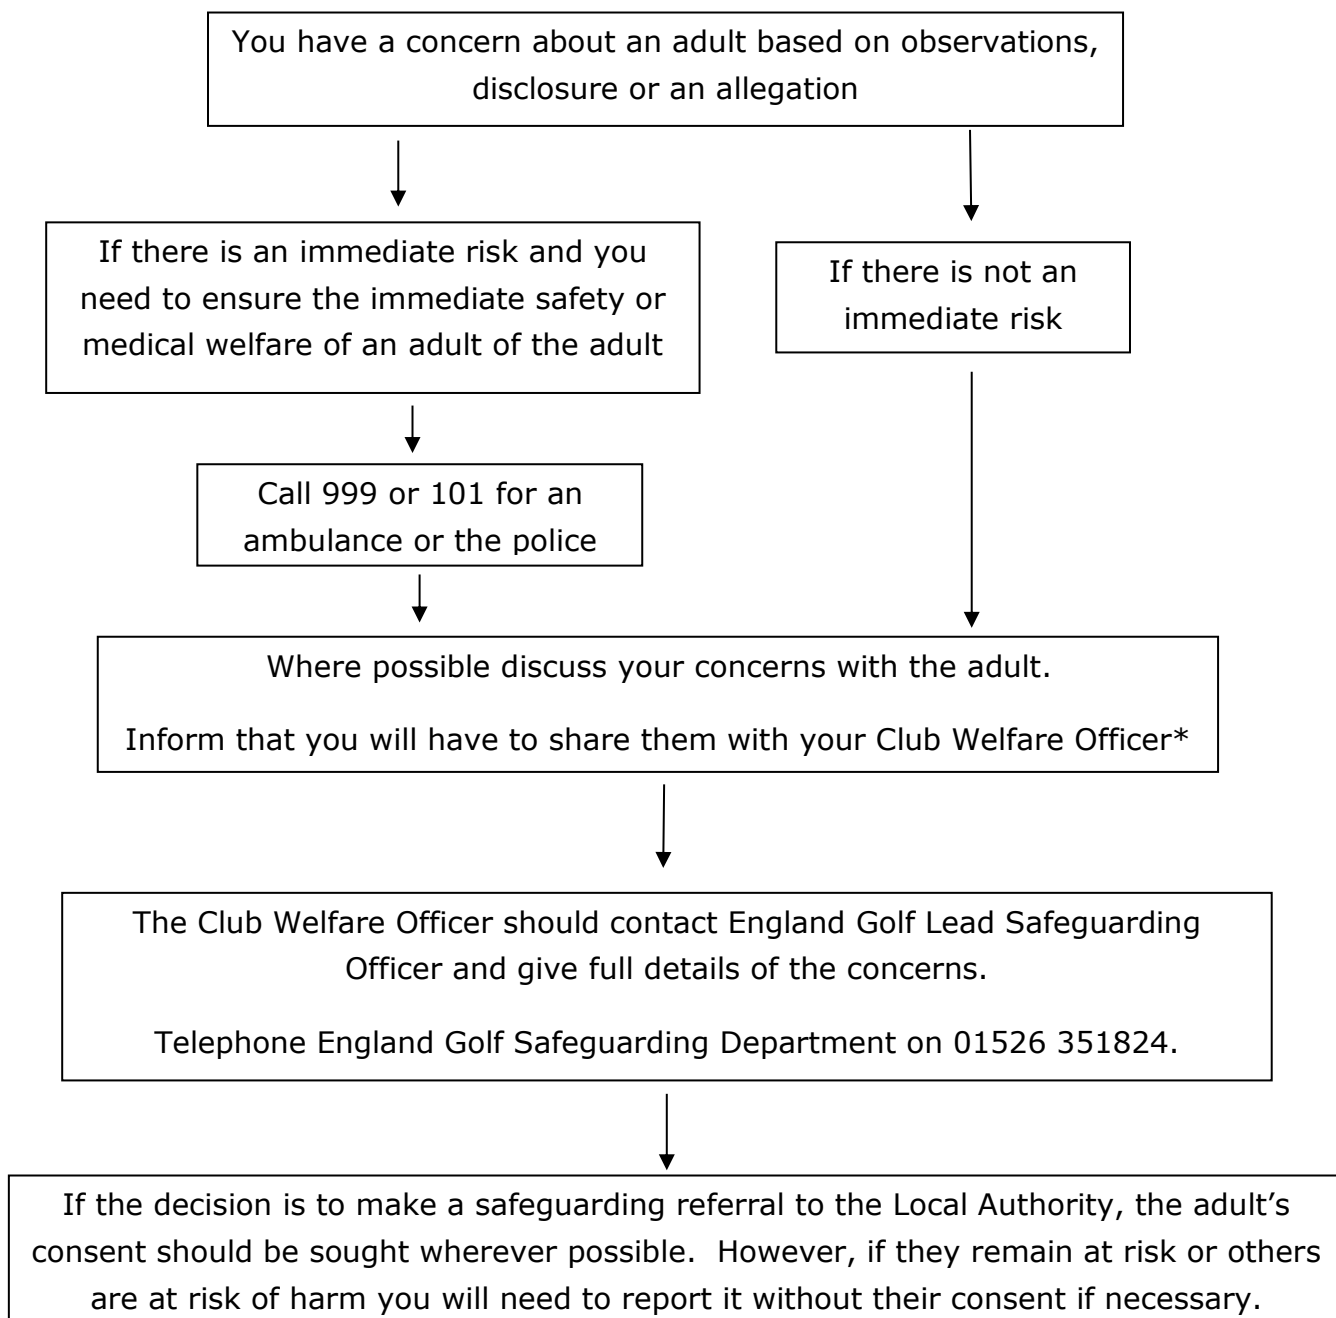 You have a concern about an adult based on observations,
disclosure or an allegation
If there is an immediate risk and you
need to ensure the immediate safety or
medical welfare of an adult of the adult
If there is not an
immediate risk
Call 999 or 101 for an
ambulance or the police
Where possible discuss your concerns with the adult.
Inform that you will have to share them with your Club Welfare Officer*
The Club Welfare Officer should contact England Golf Lead Safeguarding
Officer and give full details of the concerns.
Telephone England Golf Safeguarding Department on 01526 351824.
If the decision is to make a safeguarding referral to the Local Authority, the adult’s
consent should be sought wherever possible.  However, if they remain at risk or others
are at risk of harm you will need to report it without their consent if necessary.